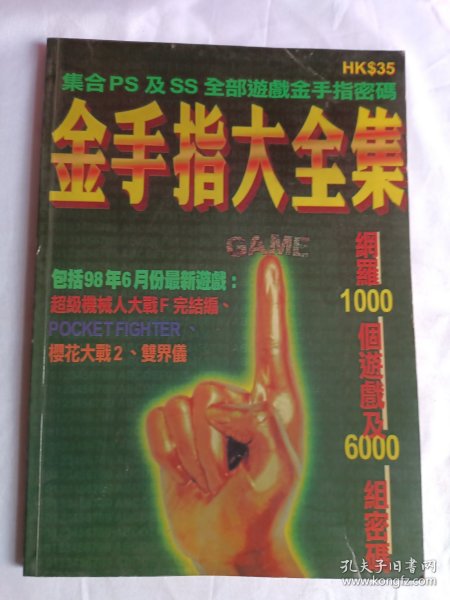 HK$35
集合PS及SS全部遊戲金手指密碼
金手指大全集
GAME
包括98年6月份最新遊戲:
超級機械人大戰F完結編、
POCKET FIGHTER、
櫻花大戰2、雙界儀
網羅
1000
個遊戲及
6000
組密碼
孔夫子旧书网
www.kongfz.com